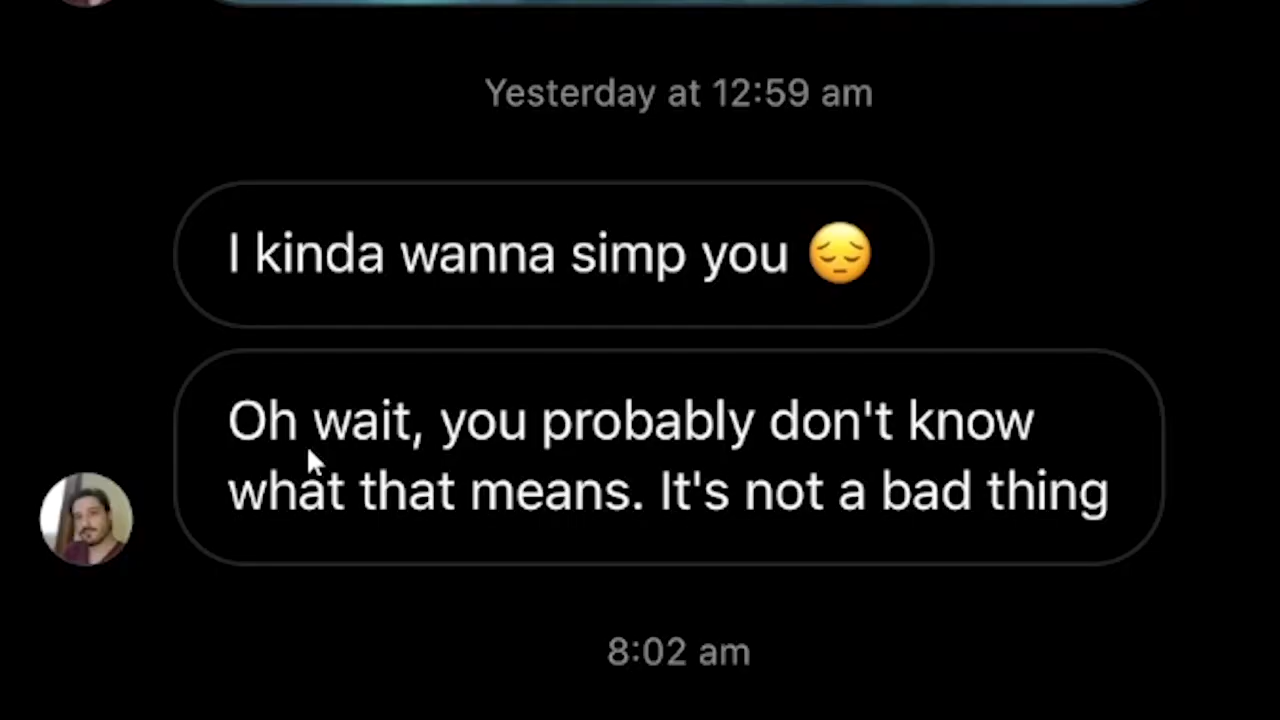 Yesterday at 12:59 am
I kinda wanna simp you 😔
Oh wait, you probably don't know
what that means. It's not a bad thing
8:02 am